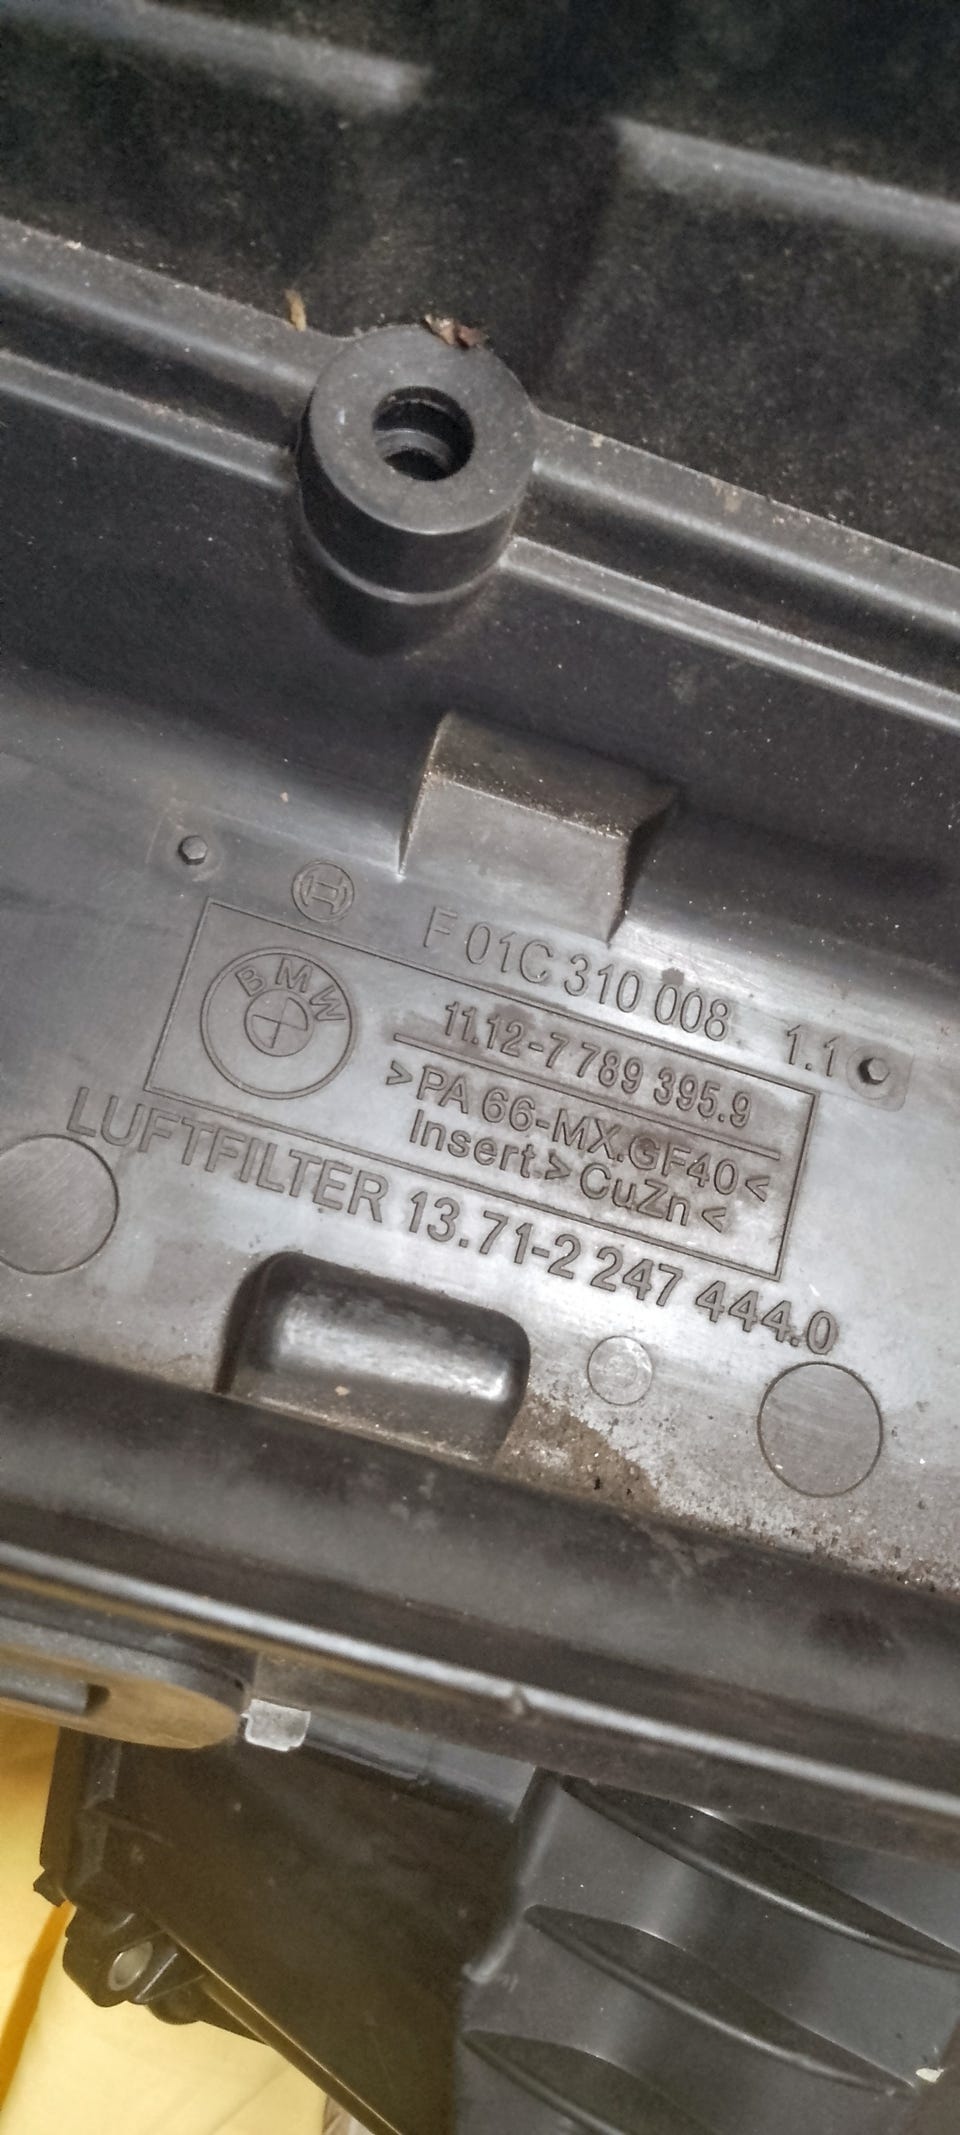 F 01C 310 008 1.1
BMW
11.12-7 789 395.9
>PA 66-MX.GF40<
Insert > CuZn <
LUFTFILTER 13.71-2 247 444.0